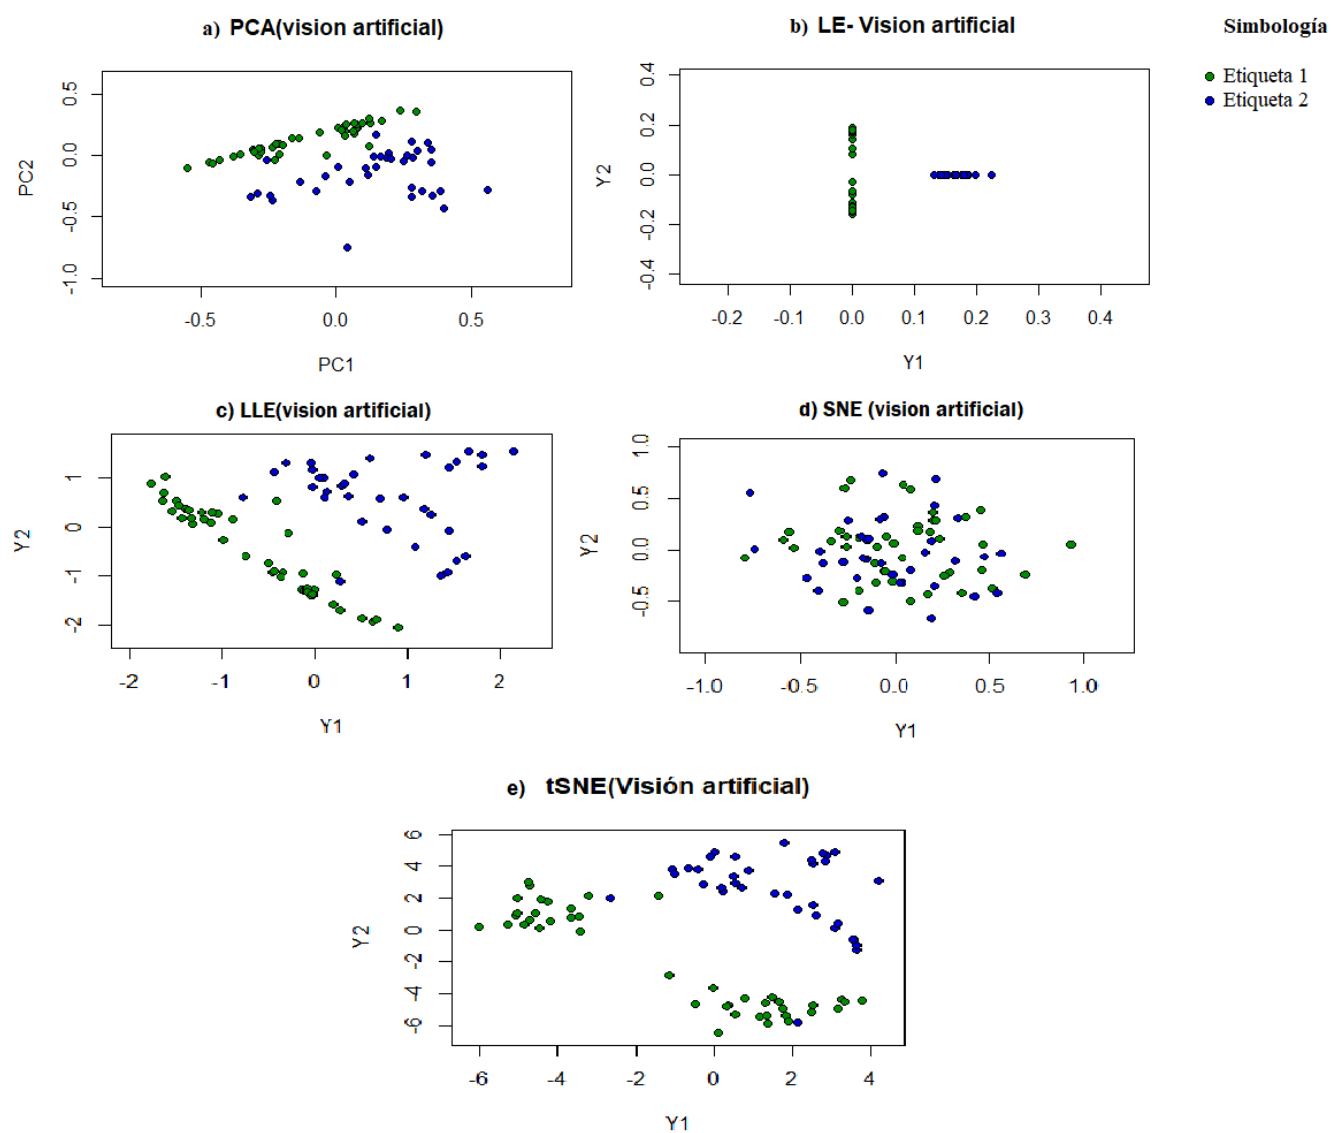 a) PCA(vision artificial)
b) LE- Vision artificial
Simbología
Etiqueta 1
Etiqueta 2
0.5
0.0
-0.5
-1.0
PC2
-0.5 0.0 0.5
PC1
0.4
0.2
0.0
-0.2
-0.4
Y2
-0.2 -0.1 0.0 0.1 0.2 0.3 0.4
Y1
c) LLE(vision artificial)
d) SNE (vision artificial)
1
0
-1
-2
Y2
-2 -1 0 1 2
Y1
1.0
0.5
0.0
-0.5
Y2
-1.0 -0.5 0.0 0.5 1.0
Y1
e) tSNE(Visión artificial)
6
4
2
0
-2
-4
-6
Y2
-6 -4 -2 0 2 4
Y1